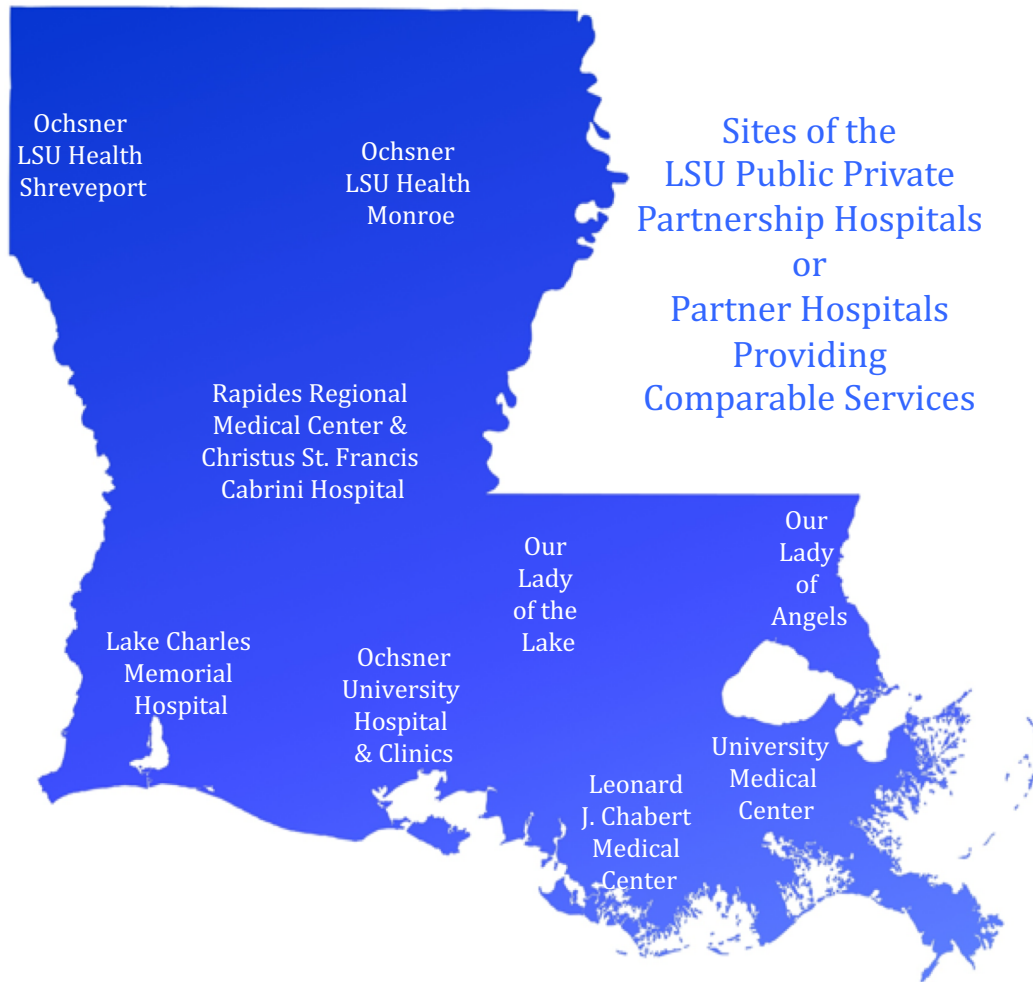 Ochsner
LSU Health
Shreveport
Ochsner
LSU Health
Monroe
Sites of the
LSU Public Private
Partnership Hospitals
or
Partner Hospitals
Providing
Comparable Services
Rapides Regional
Medical Center &
Christus St. Francis
Cabrini Hospital
Our
Lady
of the
Lake
Our
Lady
of
Angels
Lake Charles
Memorial
Hospital
Ochsner
University
Hospital
& Clinics
Leonard
J. Chabert
Medical
Center
University
Medical
Center